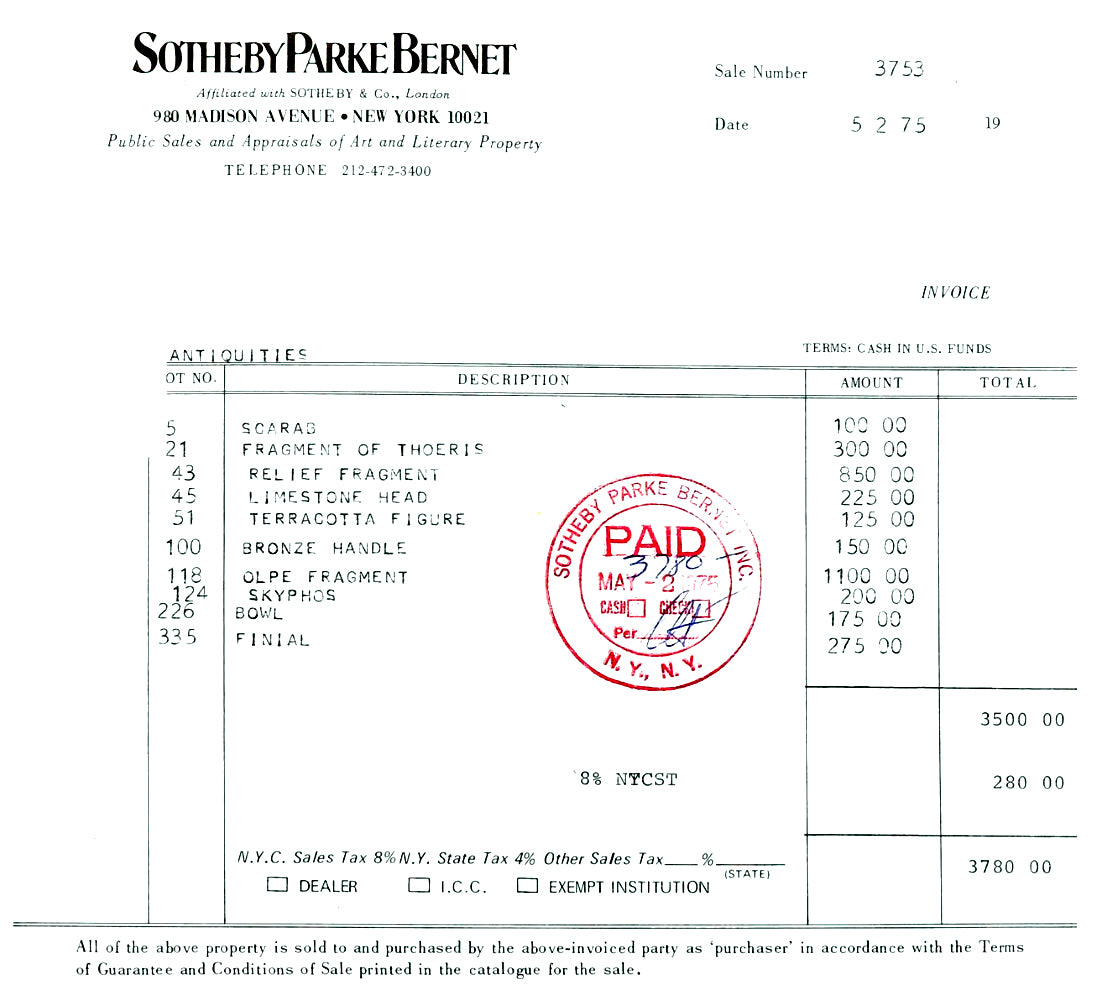 SOTHEBY PARKE BERNET
Affiliated with SOTHEBY & Co., London
980 MADISON AVENUE • NEW YORK 10021
Public Sales and Appraisals of Art and Literary Property
TELEPHONE 212-472-3400
Sale Number 3753
Date 5 2 75 19
INVOICE
ANTIQUITIES
TERMS: CASH IN U.S. FUNDS
OT NO. DESCRIPTION AMOUNT TOTAL
5 SCARAB 100 00
21 FRAGMENT OF THOERIS 300 00
43 RELIEF FRAGMENT 850 00
45 LIMESTONE HEAD 225 00
51 TERRACOTTA FIGURE 125 00
100 BRONZE HANDLE 150 00
118 OLPE FRAGMENT 1100 00
124 SKYPHOS 200 00
226 BOWL 175 00
335 FINIAL 275 00
SOTHEBY PARKE BERNET INC.
PAID
3780 —
MAY - 2 1975
CASH CHECK
Per
N.Y., N.Y.
3500 00
8% NYCST 280 00
N.Y.C. Sales Tax 8% N.Y. State Tax 4% Other Sales Tax____%________
(STATE)
3780 00
DEALER I.C.C. EXEMPT INSTITUTION
All of the above property is sold to and purchased by the above-invoiced party as 'purchaser' in accordance with the Terms
of Guarantee and Conditions of Sale printed in the catalogue for the sale.